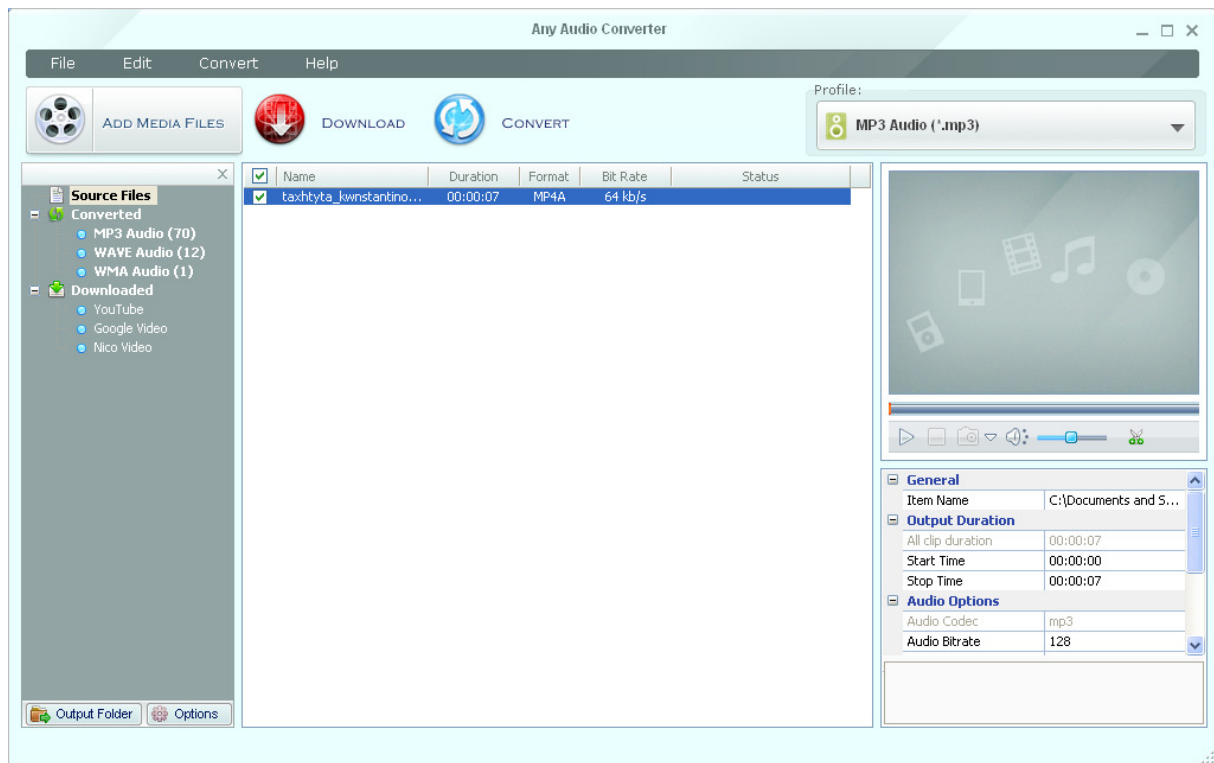 Any Audio Converter
File Edit Convert Help
ADD MEDIA FILES DOWNLOAD CONVERT
Profile:
MP3 Audio (*.mp3)
Source Files
Converted
MP3 Audio (70)
WAVE Audio (12)
WMA Audio (1)
Downloaded
YouTube
Google Video
Nico Video
Output Folder Options
Name Duration Format Bit Rate Status
taxhtyta_kwnstantino... 00:00:07 MP4A 64 kb/s
General
Item Name C:\Documents and S...
Output Duration
All clip duration 00:00:07
Start Time 00:00:00
Stop Time 00:00:07
Audio Options
Audio Codec mp3
Audio Bitrate 128